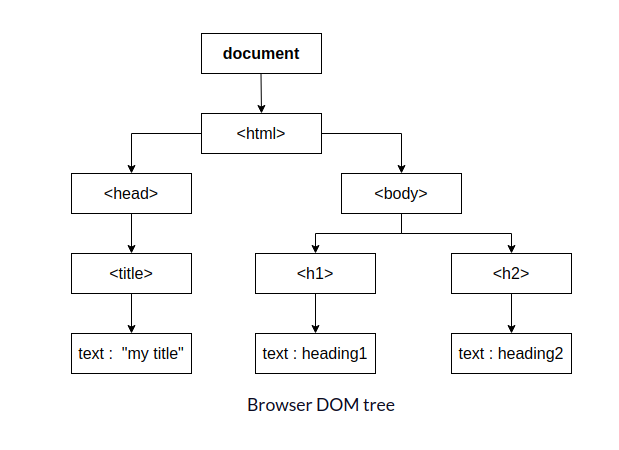 document
<html>
<head>
<body>
<title>
<h1>
<h2>
text :  "my title"
text : heading1
text : heading2
Browser DOM tree